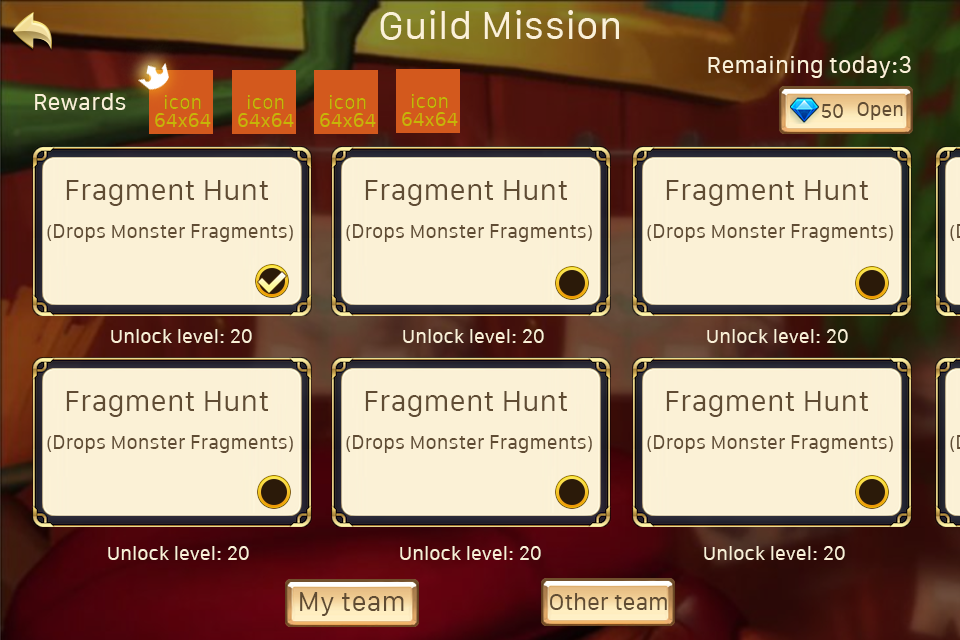 Guild Mission
Remaining today:3
Rewards
icon
64x64
icon
64x64
icon
64x64
icon
64x64
50 Open
Fragment Hunt
(Drops Monster Fragments)
Fragment Hunt
(Drops Monster Fragments)
Fragment Hunt
(Drops Monster Fragments)
Unlock level: 20
Unlock level: 20
Unlock level: 20
Fragment Hunt
(Drops Monster Fragments)
Fragment Hunt
(Drops Monster Fragments)
Fragment Hunt
(Drops Monster Fragments)
Unlock level: 20
Unlock level: 20
Unlock level: 20
My team
Other team